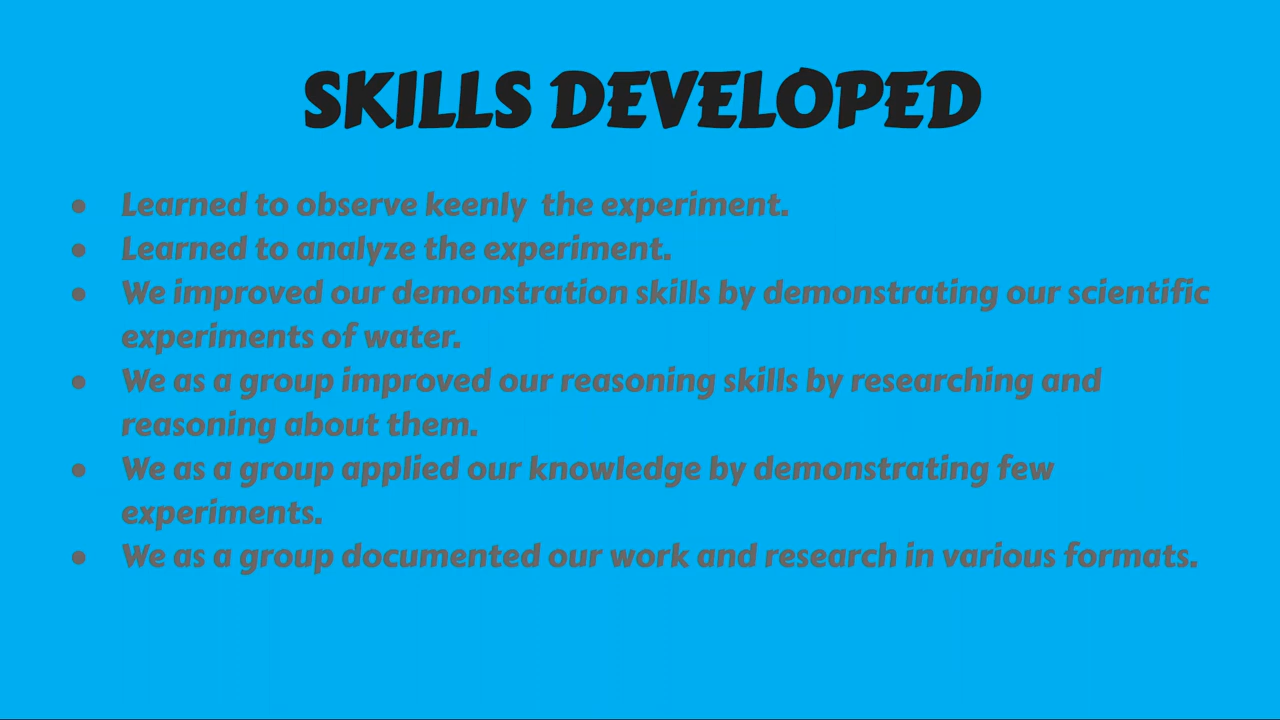 SKILLS DEVELOPED
● Learned to observe keenly  the experiment.
● Learned to analyze the experiment.
● We improved our demonstration skills by demonstrating our scientific
experiments of water.
● We as a group improved our reasoning skills by researching and
reasoning about them.
● We as a group applied our knowledge by demonstrating few
experiments.
● We as a group documented our work and research in various formats.